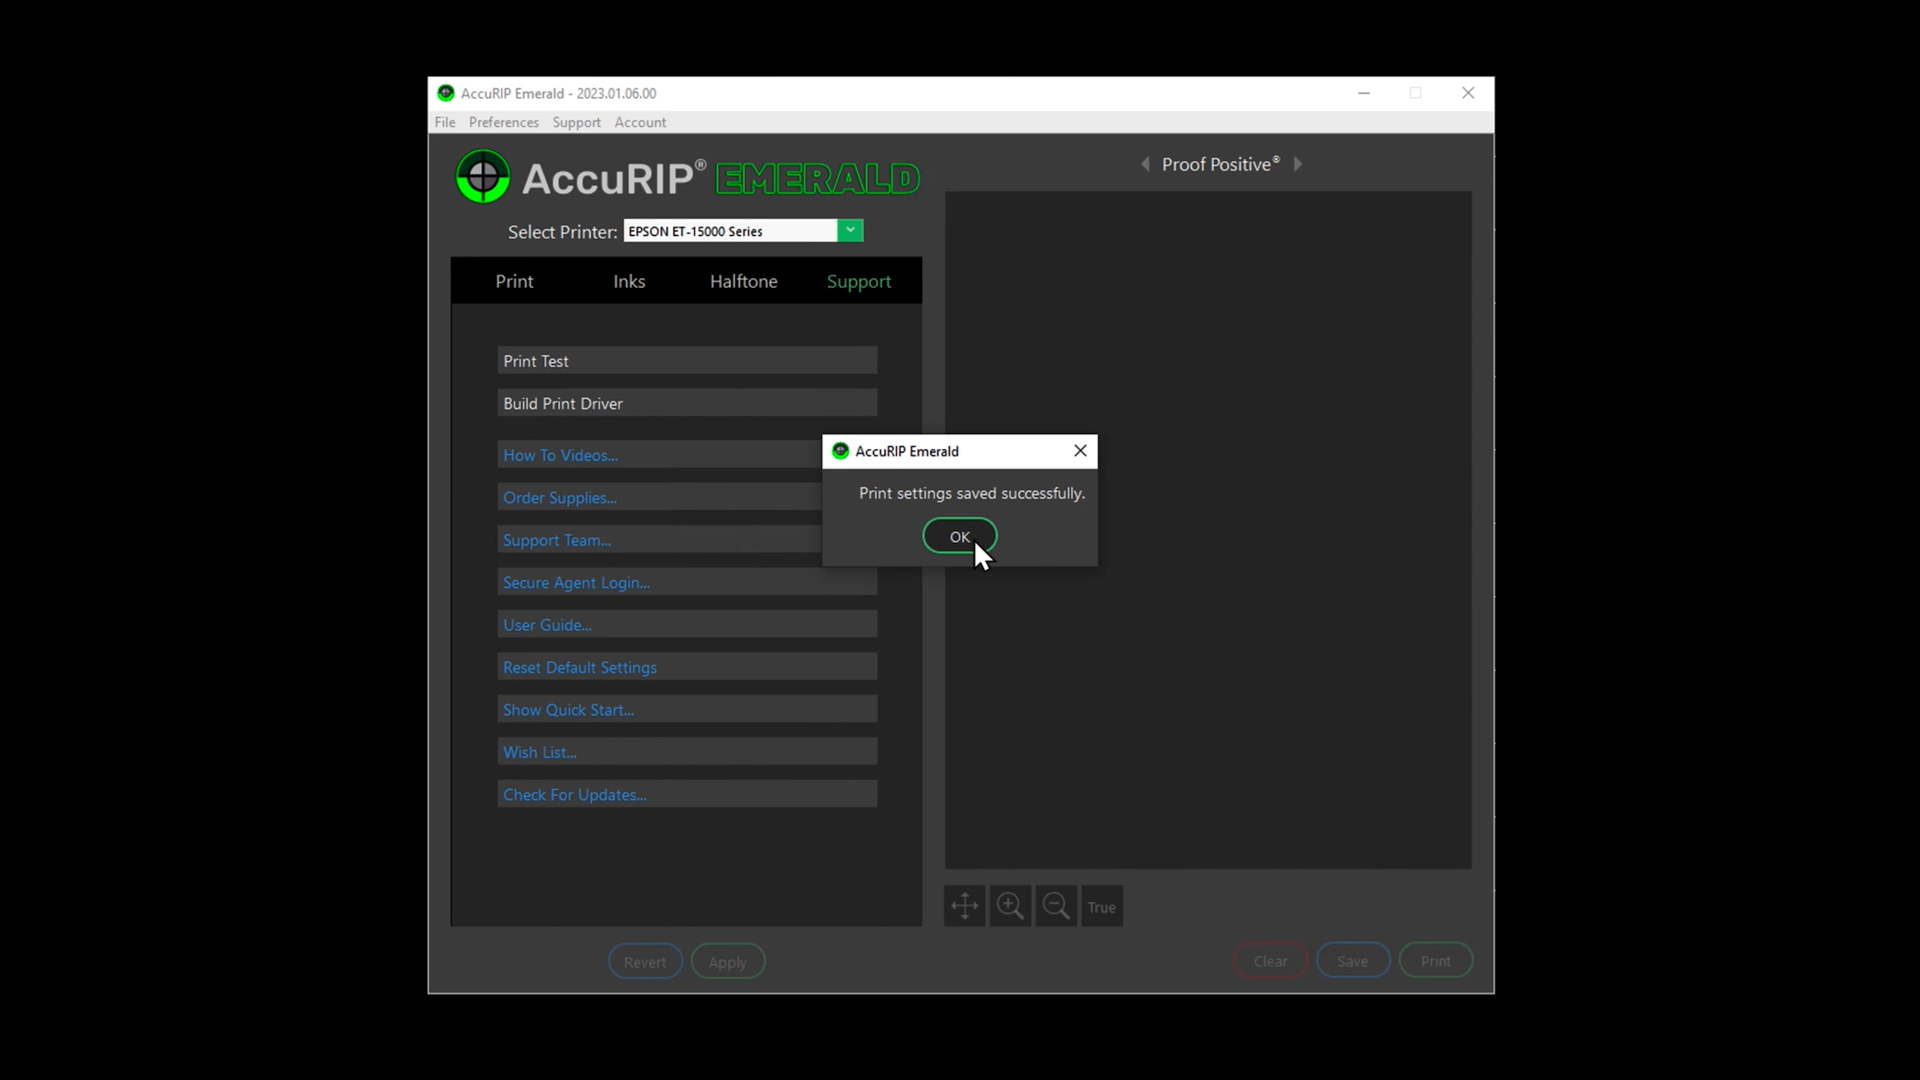 AccuRIP Emerald - 2023.01.06.00
File Preferences Support Account
AccuRIP® EMERALD
Proof Positive®
Select Printer: EPSON ET-15000 Series
Print Inks Halftone Support
Print Test
Build Print Driver
How To Videos...
Order Supplies...
Support Team...
Secure Agent Login...
User Guide...
Reset Default Settings
Show Quick Start...
Wish List...
Check For Updates...
AccuRIP Emerald
Print settings saved successfully.
OK
True
Revert Apply
Clear Save Print